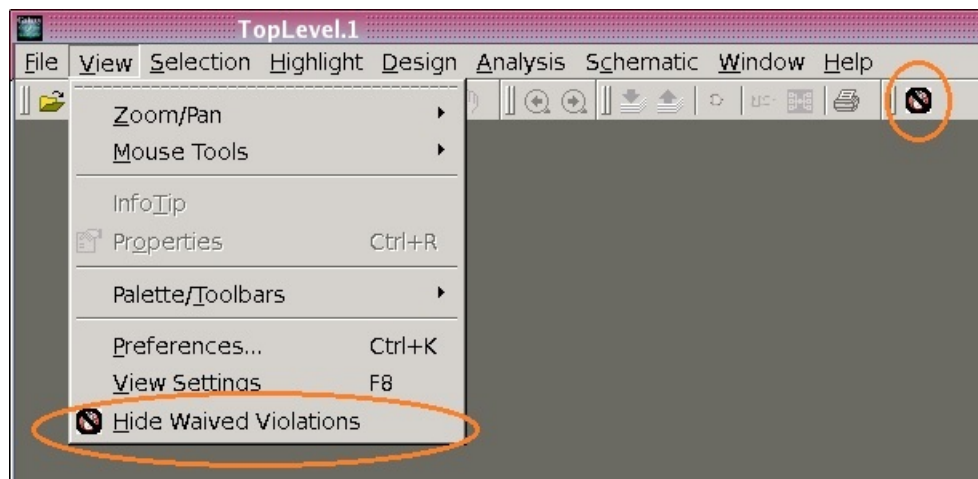 TopLevel.1
File View Selection Highlight Design Analysis Schematic Window Help
Zoom/Pan
Mouse Tools
InfoTip
Properties Ctrl+R
Palette/Toolbars
Preferences... Ctrl+K
View Settings F8
Hide Waived Violations